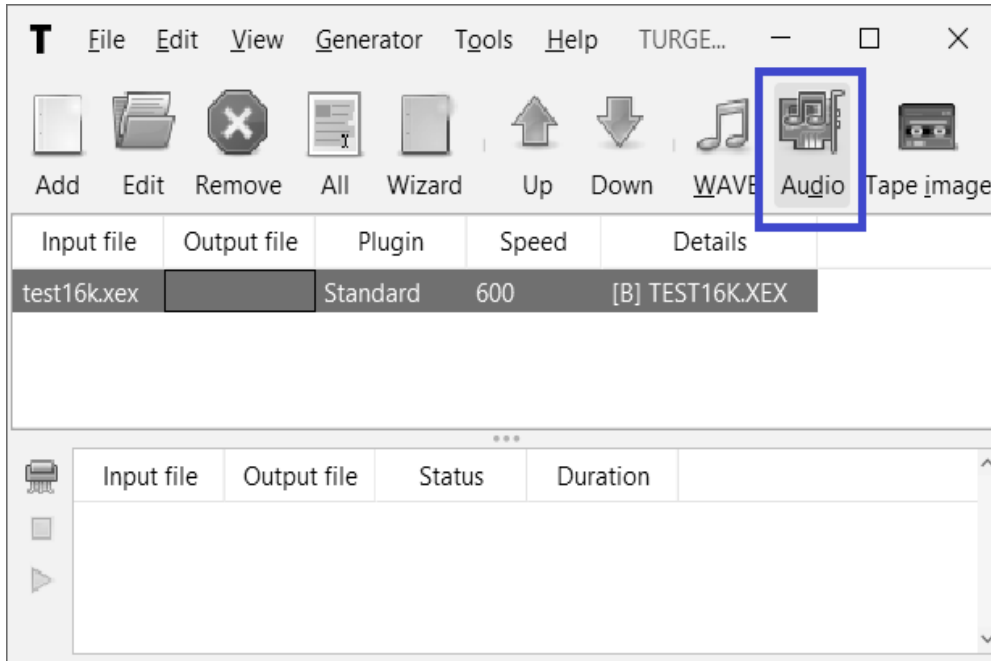 T File Edit View Generator Tools Help TURGE...
Add Edit Remove All Wizard Up Down WAVE Audio Tape image
Input file Output file Plugin Speed Details
test16k.xex Standard 600 [B] TEST16K.XEX
Input file Output file Status Duration